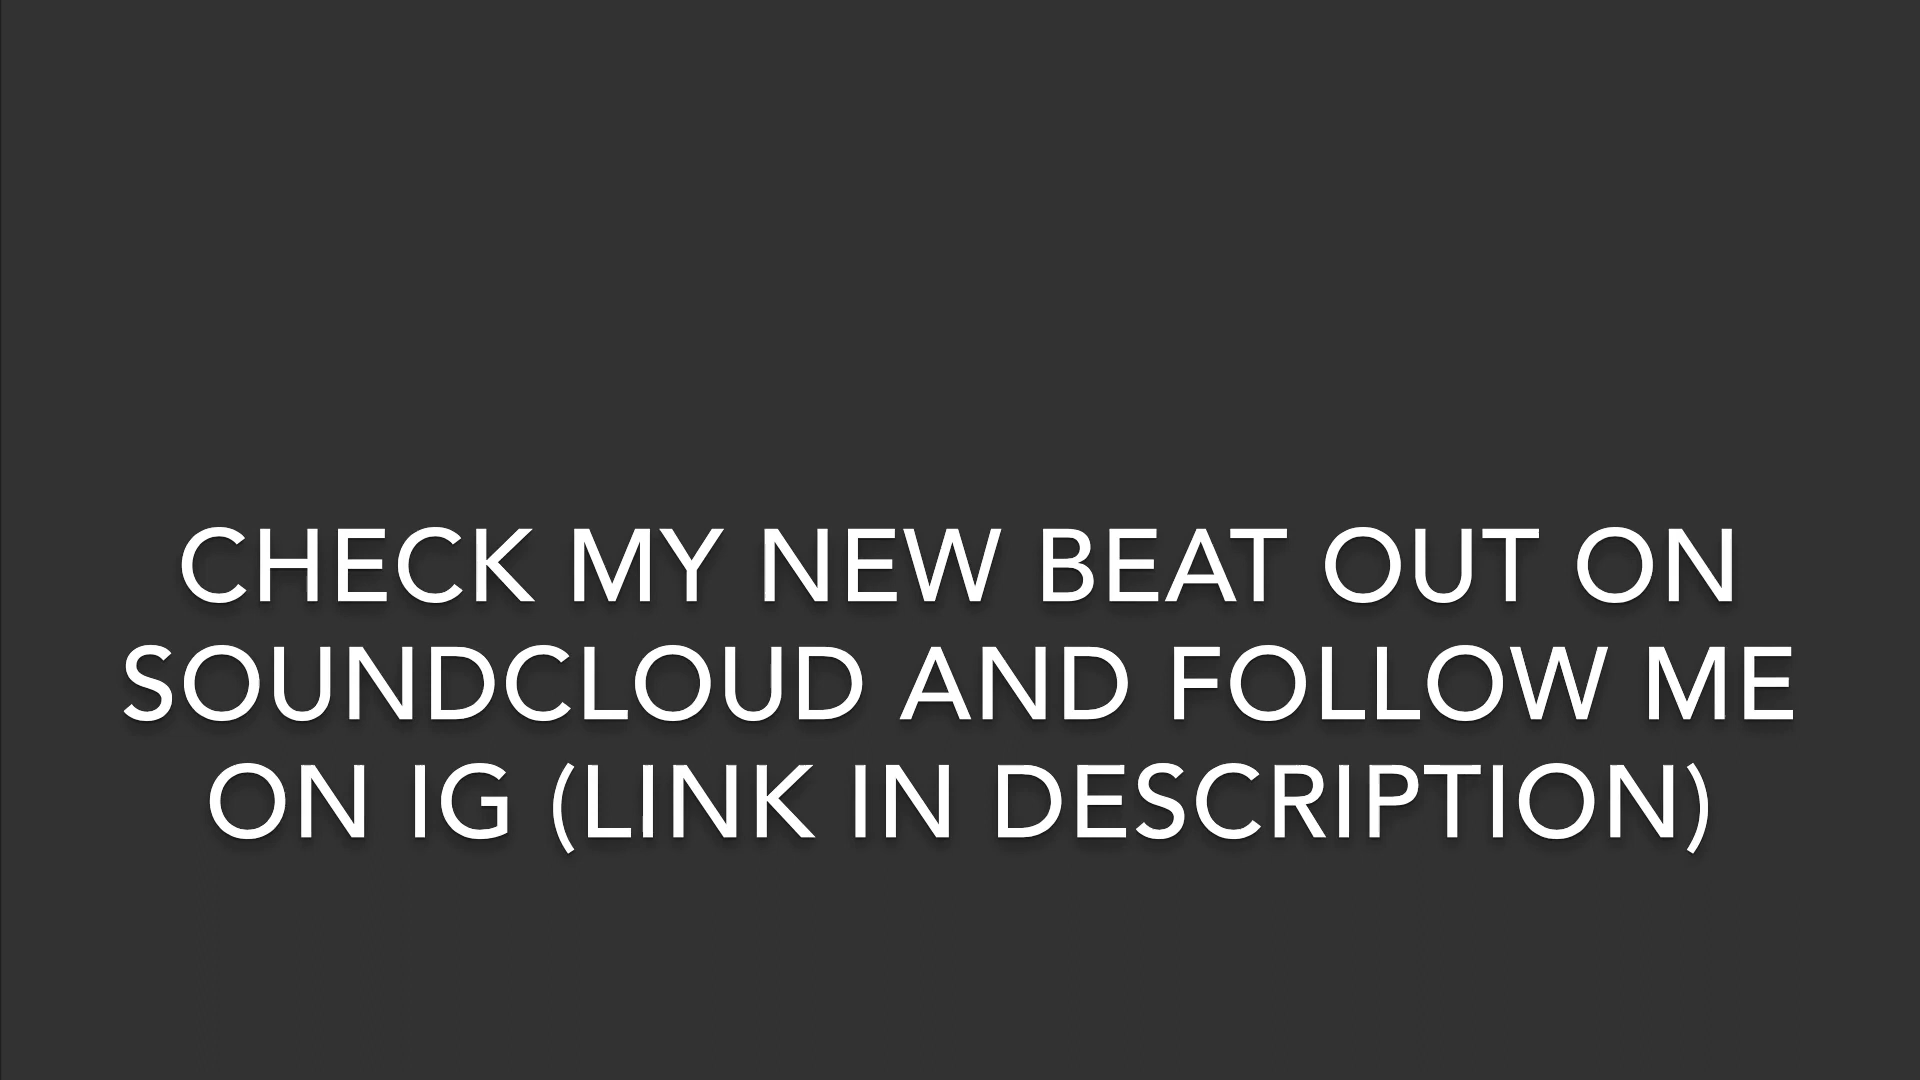 CHECK MY NEW BEAT OUT ON
SOUNDCLOUD AND FOLLOW ME
ON IG (LINK IN DESCRIPTION)